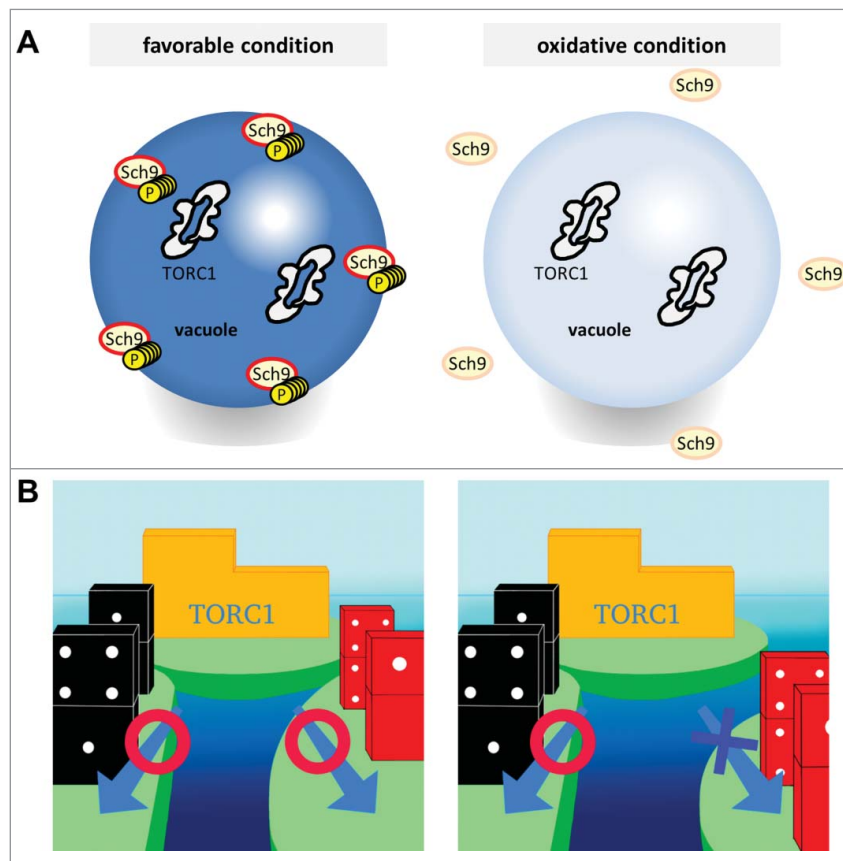 A
favorable condition
oxidative condition
Sch9
P
Sch9
P
TORC1
Sch9
P
vacuole
Sch9
P
Sch9
P
Sch9
Sch9
TORC1
Sch9
vacuole
Sch9
Sch9
B
TORC1
TORC1